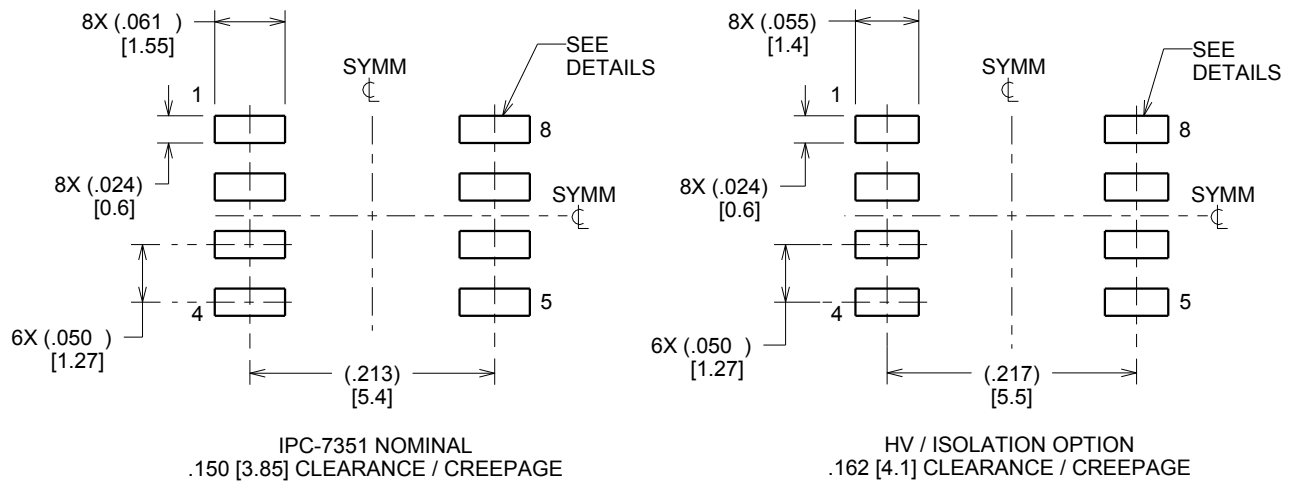 8X (.061 )
[1.55]
SEE
DETAILS
SYMM
℄
1
8
8X (.024)
[0.6]
SYMM
℄
4
5
6X (.050 )
[1.27]
(.213)
[5.4]
IPC-7351 NOMINAL
.150 [3.85] CLEARANCE / CREEPAGE
8X (.055)
[1.4]
SEE
DETAILS
SYMM
℄
1
8
8X (.024)
[0.6]
SYMM
℄
4
5
6X (.050 )
[1.27]
(.217)
[5.5]
HV / ISOLATION OPTION
.162 [4.1] CLEARANCE / CREEPAGE